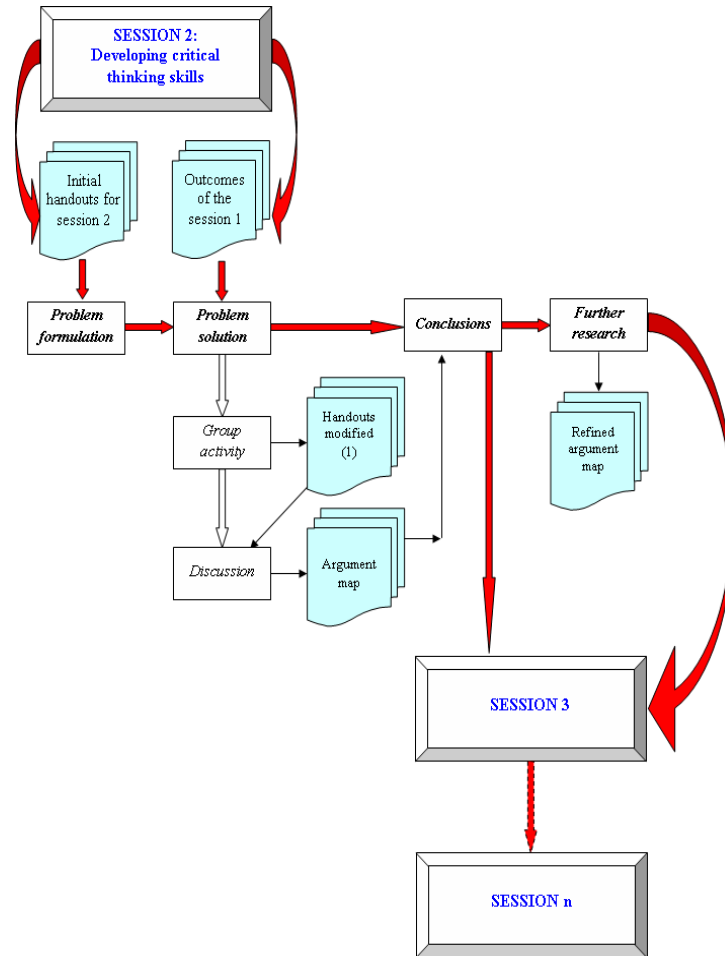 SESSION 2:
Developing critical
thinking skills
Initial
handouts for
session 2
Outcomes
of the
session 1
Problem
formulation
Problem
solution
Conclusions
Further
research
Group
activity
Handouts
modified
(1)
Refined
argument
map
Discussion
Argument
map
SESSION 3
SESSION n